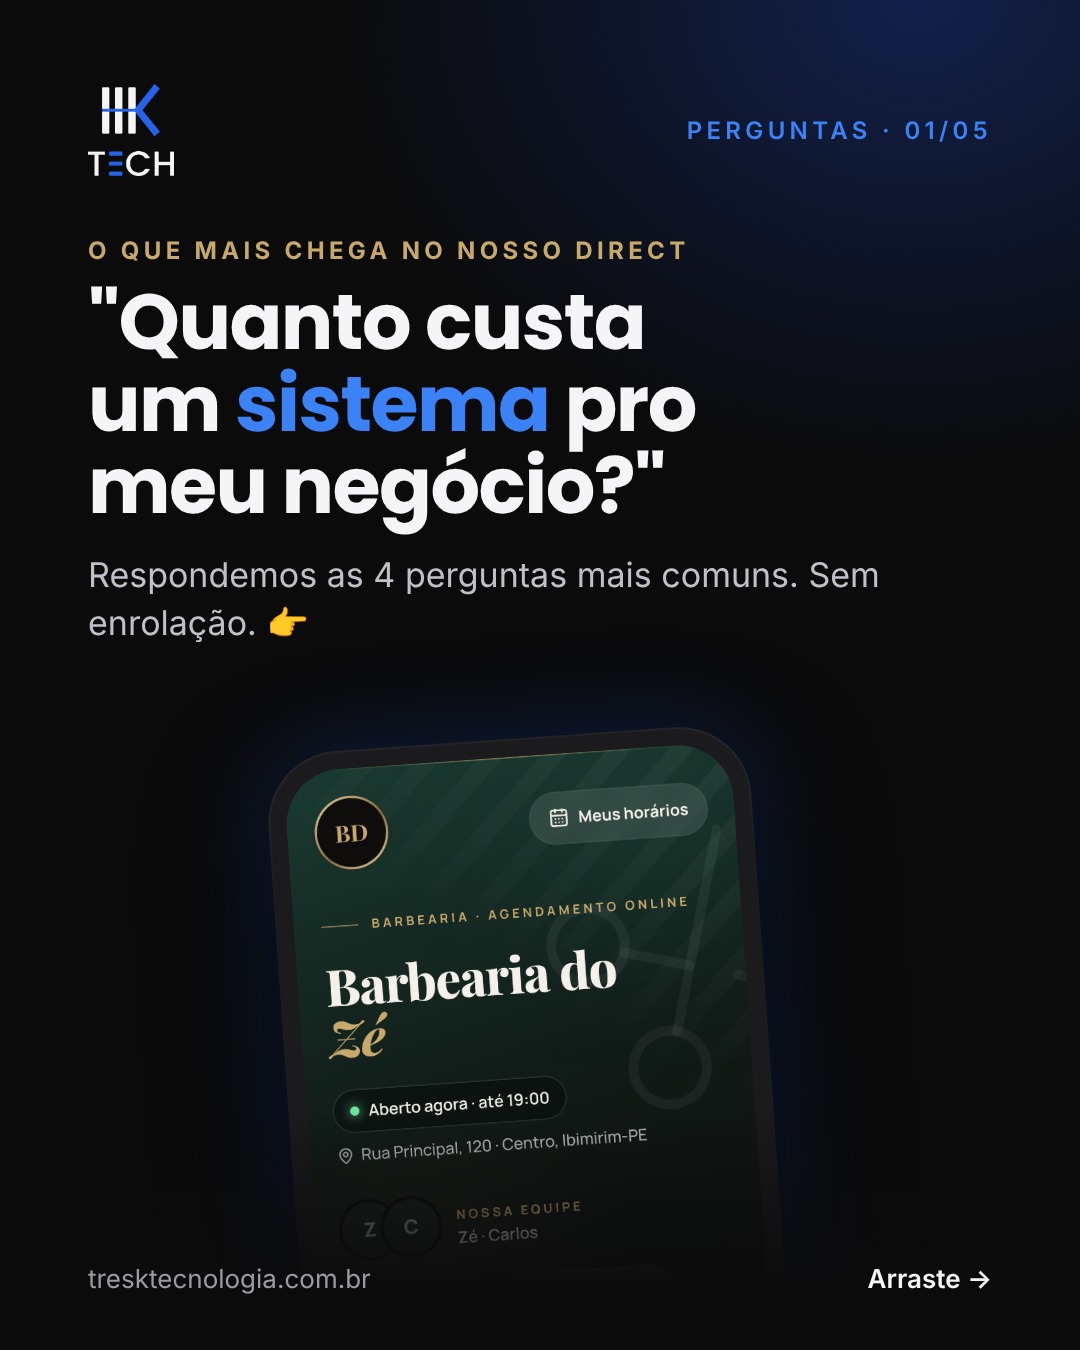 TECH
PERGUNTAS · 01/05
O QUE MAIS CHEGA NO NOSSO DIRECT
"Quanto custa
um sistema pro
meu negócio?"
Respondemos as 4 perguntas mais comuns. Sem
enrolação. 👉
BD
Meus horários
BARBEARIA · AGENDAMENTO ONLINE
Barbearia do
Zé
Aberto agora · até 19:00
Rua Principal, 120 · Centro, Ibimirim-PE
Z C
NOSSA EQUIPE
Zé · Carlos
tresktecnologia.com.br
Arraste →